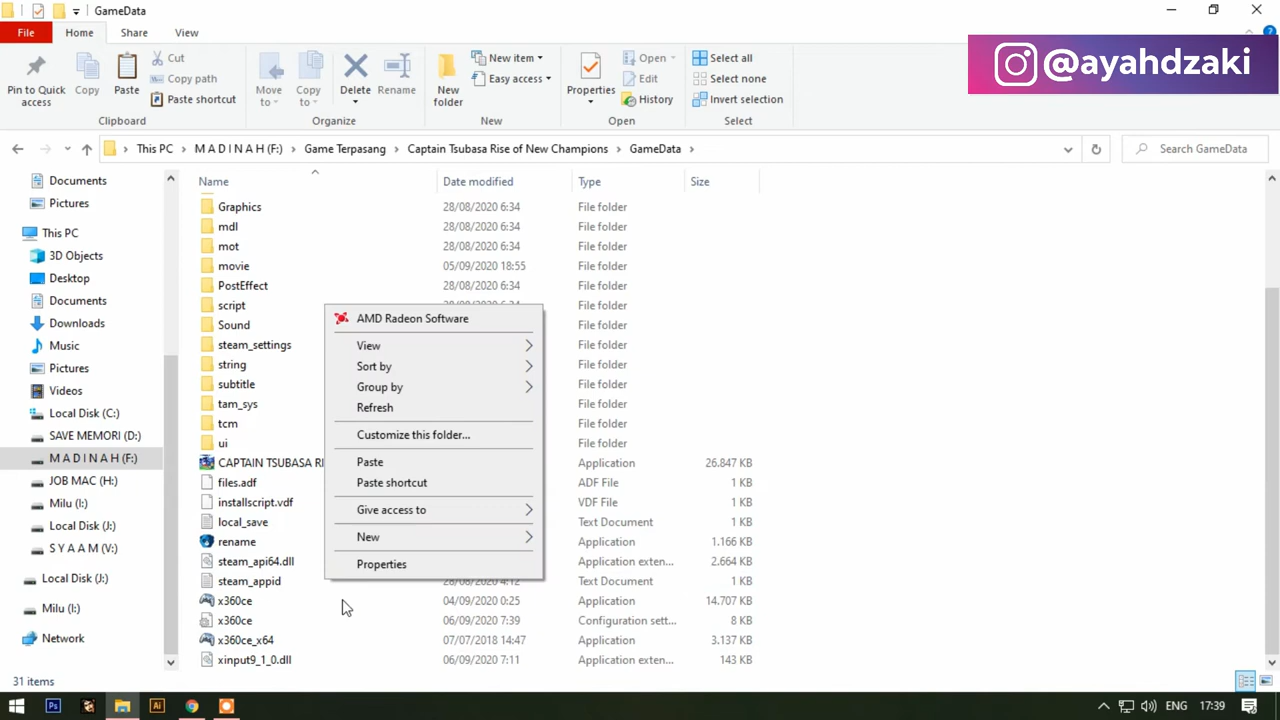 GameData
File
Home
Share
View
Pin to Quick access
Copy
Paste
Cut
Copy path
Paste shortcut
Clipboard
Move to
Copy to
Delete
Rename
Organize
New folder
New item
Easy access
New
Properties
Open
Edit
History
Open
Select all
Select none
Invert selection
Select
@ayahdzaki
This PC > M A D I N A H (F:) > Game Terpasang > Captain Tsubasa Rise of New Champions > GameData >
Search GameData
Documents
Pictures
This PC
3D Objects
Desktop
Documents
Downloads
Music
Pictures
Videos
Local Disk (C:)
SAVE MEMORI (D:)
M A D I N A H (F:)
JOB MAC (H:)
Milu (I:)
Local Disk (J:)
S Y A A M (V:)
Local Disk (J:)
Milu (I:)
Network
Name Date modified Type Size
Graphics 28/08/2020 6:34 File folder
mdl 28/08/2020 6:34 File folder
mot 28/08/2020 6:34 File folder
movie 05/09/2020 18:55 File folder
PostEffect 28/08/2020 6:34 File folder
script 28/08/2020 6:34 File folder
Sound File folder
steam_settings File folder
string File folder
subtitle File folder
tam_sys File folder
tcm File folder
ui File folder
CAPTAIN TSUBASA RI Application 26.847 KB
files.adf ADF File 1 KB
installscript.vdf VDF File 1 KB
local_save Text Document 1 KB
rename Application 1.166 KB
steam_api64.dll Application exten... 2.664 KB
steam_appid 28/08/2020 4:12 Text Document 1 KB
x360ce 04/09/2020 0:25 Application 14.707 KB
x360ce 06/09/2020 7:39 Configuration sett... 8 KB
x360ce_x64 07/07/2018 14:47 Application 3.137 KB
xinput9_1_0.dll 06/09/2020 7:11 Application exten... 143 KB
AMD Radeon Software
View
Sort by
Group by
Refresh
Customize this folder...
Paste
Paste shortcut
Give access to
New
Properties
31 items
Ps
Ai
ENG
17:39